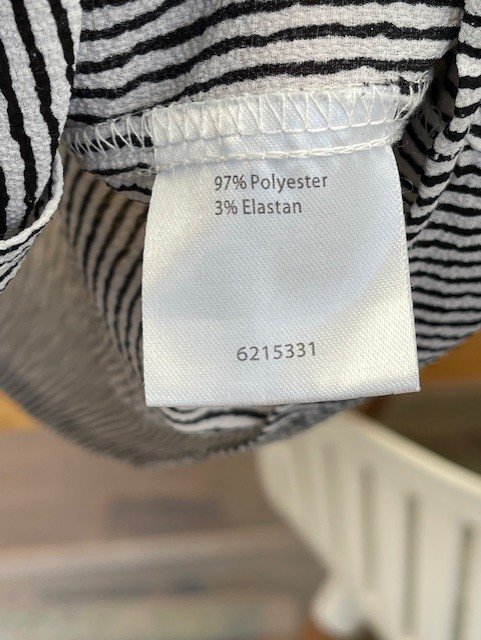 97% Polyester
3% Elastan
6215331